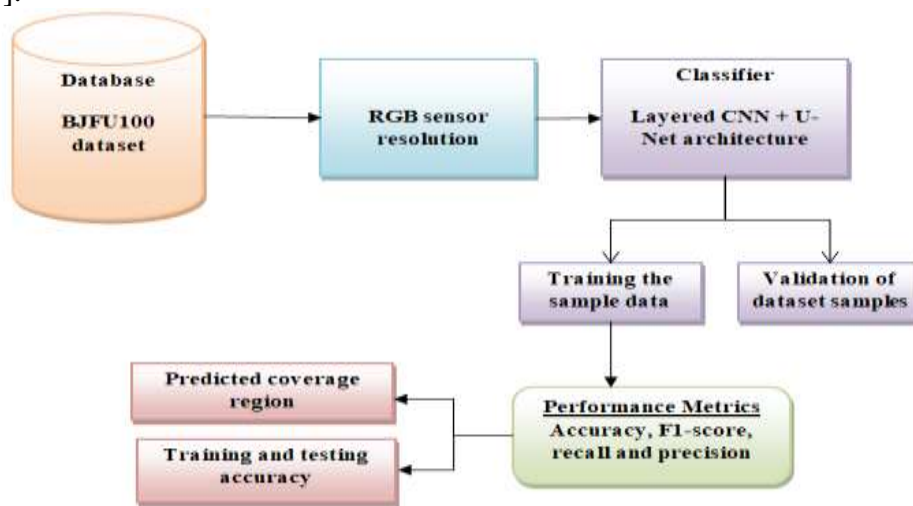 ].
Database
BJFU100
dataset
RGB sensor
resolution
Classifier
Layered CNN + U-
Net architecture
Training the
sample data
Validation of
dataset samples
Predicted coverage
region
Training and testing
accuracy
Performance Metrics
Accuracy, F1-score,
recall and precision